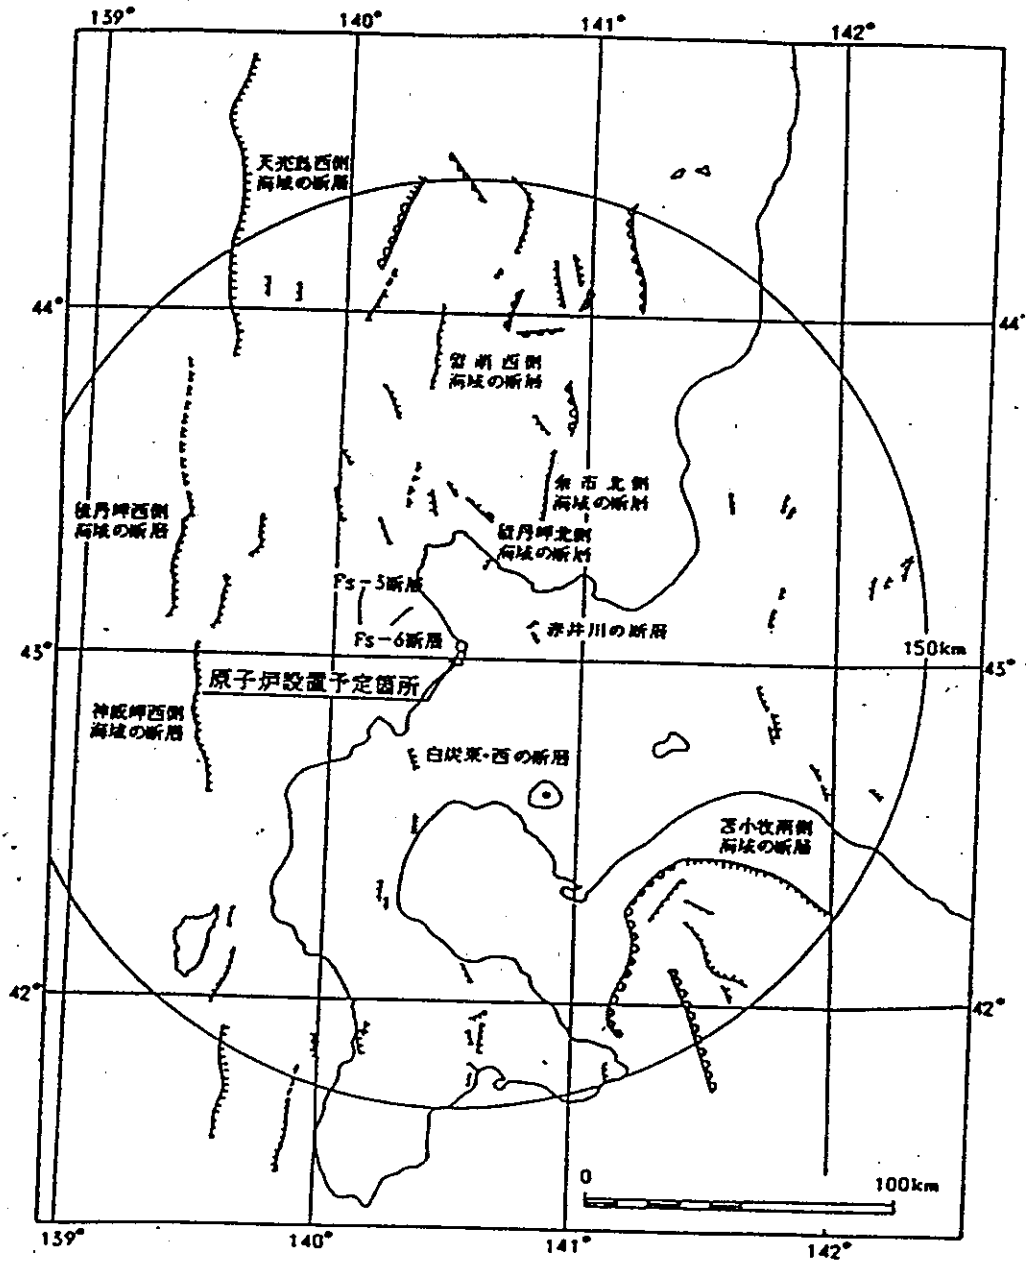 139°
140°
141°
142°
天売島西側
海域の断層
44°
44°
留萌西側
海域の断層
余市北側
海域の断層
積丹岬西側
海域の断層
積丹岬北側
海域の断層
Fs-5断層
赤井川の断層
Fs-6断層
43°
150km
43°
原子炉設置予定箇所
神威岬西側
海域の断層
白炭東・西の断層
苫小牧南側
海域の断層
42°
42°
0
100km
139°
140°
141°
142°